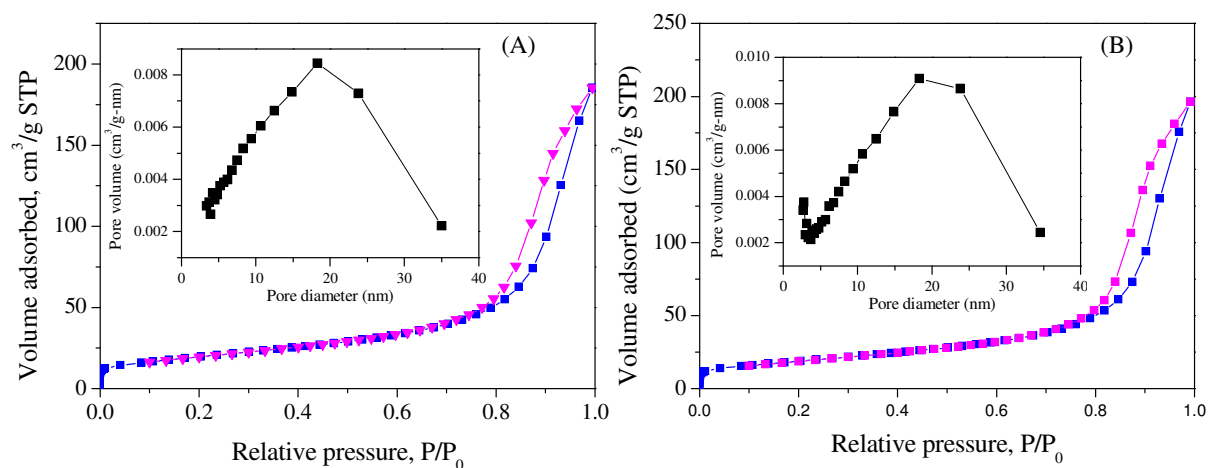 (A)
Volume adsorbed, cm³/g STP
200
150
100
50
0
0.0 0.2 0.4 0.6 0.8 1.0
Relative pressure, P/P₀
Pore volume (cm³/g-nm)
0.008
0.006
0.004
0.002
0 10 20 30 40
Pore diameter (nm)
(B)
Volume adsorbed (cm³/g STP)
250
200
150
100
50
0
0.0 0.2 0.4 0.6 0.8 1.0
Relative pressure, P/P₀
Pore volume (cm³/g-nm)
0.010
0.008
0.006
0.004
0.002
0 10 20 30 40
Pore diameter (nm)